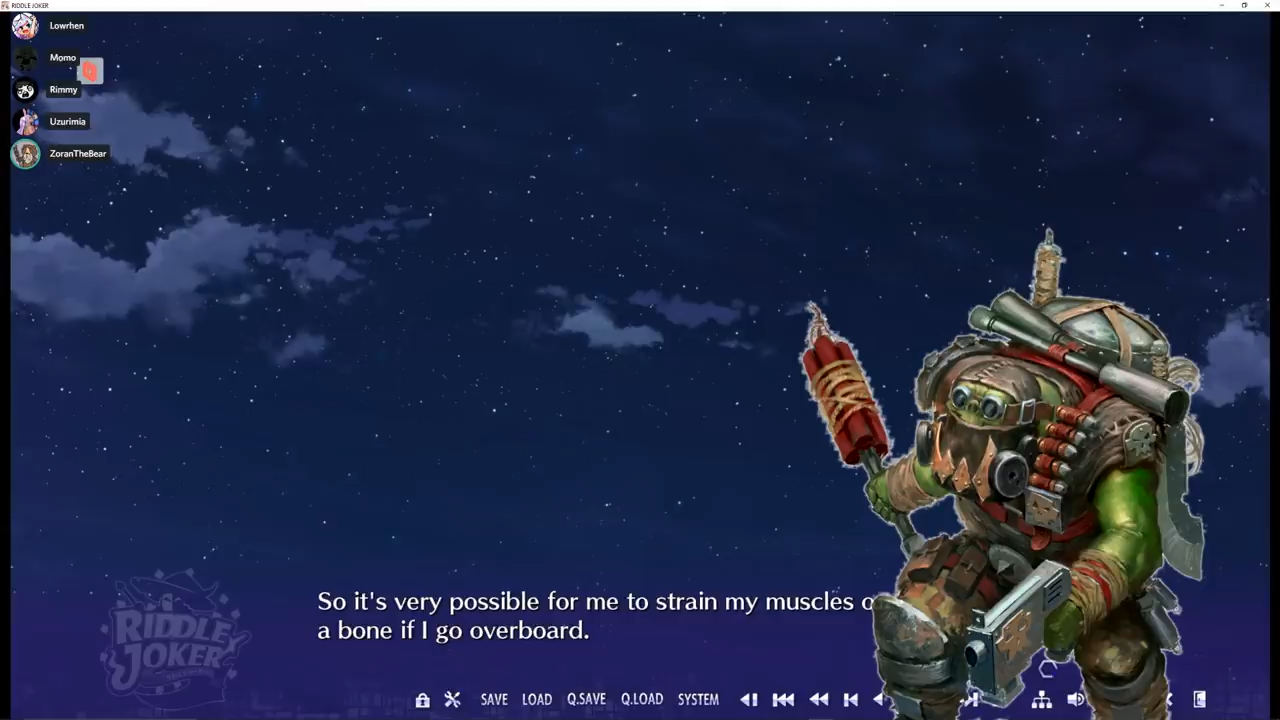 RIDDLE JOKER
Lowrhen
Momo
Rimmy
Uzurimia
ZoranTheBear
So it's very possible for me to strain my muscles o
a bone if I go overboard.
RIDDLE
JOKER
SAVE LOAD Q.SAVE Q.LOAD SYSTEM